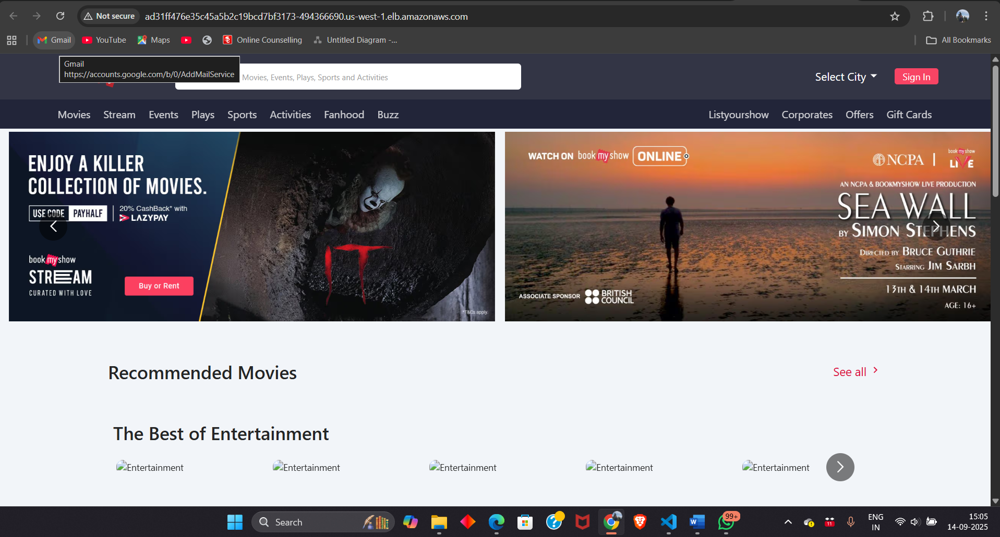 Not secure
ad31ff476e35c45a5b2c19bcd7bf3173-494366690.us-west-1.elb.amazonaws.com
Gmail
YouTube
Maps
Online Counselling
Untitled Diagram -...
All Bookmarks
Gmail
https://accounts.google.com/b/0/AddMailService
Movies, Events, Plays, Sports and Activities
Select City
Sign In
Movies
Stream
Events
Plays
Sports
Activities
Fanhood
Buzz
Listyourshow
Corporates
Offers
Gift Cards
ENJOY A KILLER
COLLECTION OF MOVIES.
USE CODE PAYHALF
20% CashBack* with
LAZYPAY
book my show
STREAM
CURATED WITH LOVE
Buy or Rent
IT
*T&Cs apply.
WATCH ON book my show ONLINE
NCPA
book my show
LIVE
AN NCPA & BOOKMYSHOW LIVE PRODUCTION
SEA WALL
BY SIMON STEPHENS
DIRECTED BY BRUCE GUTHRIE
STARRING JIM SARBH
13TH & 14TH MARCH
AGE: 16+
ASSOCIATE SPONSOR
BRITISH
COUNCIL
Recommended Movies
See all
The Best of Entertainment
Entertainment
Entertainment
Entertainment
Entertainment
Entertainment
Search
99+
11
ENG
IN
15:05
14-09-2025